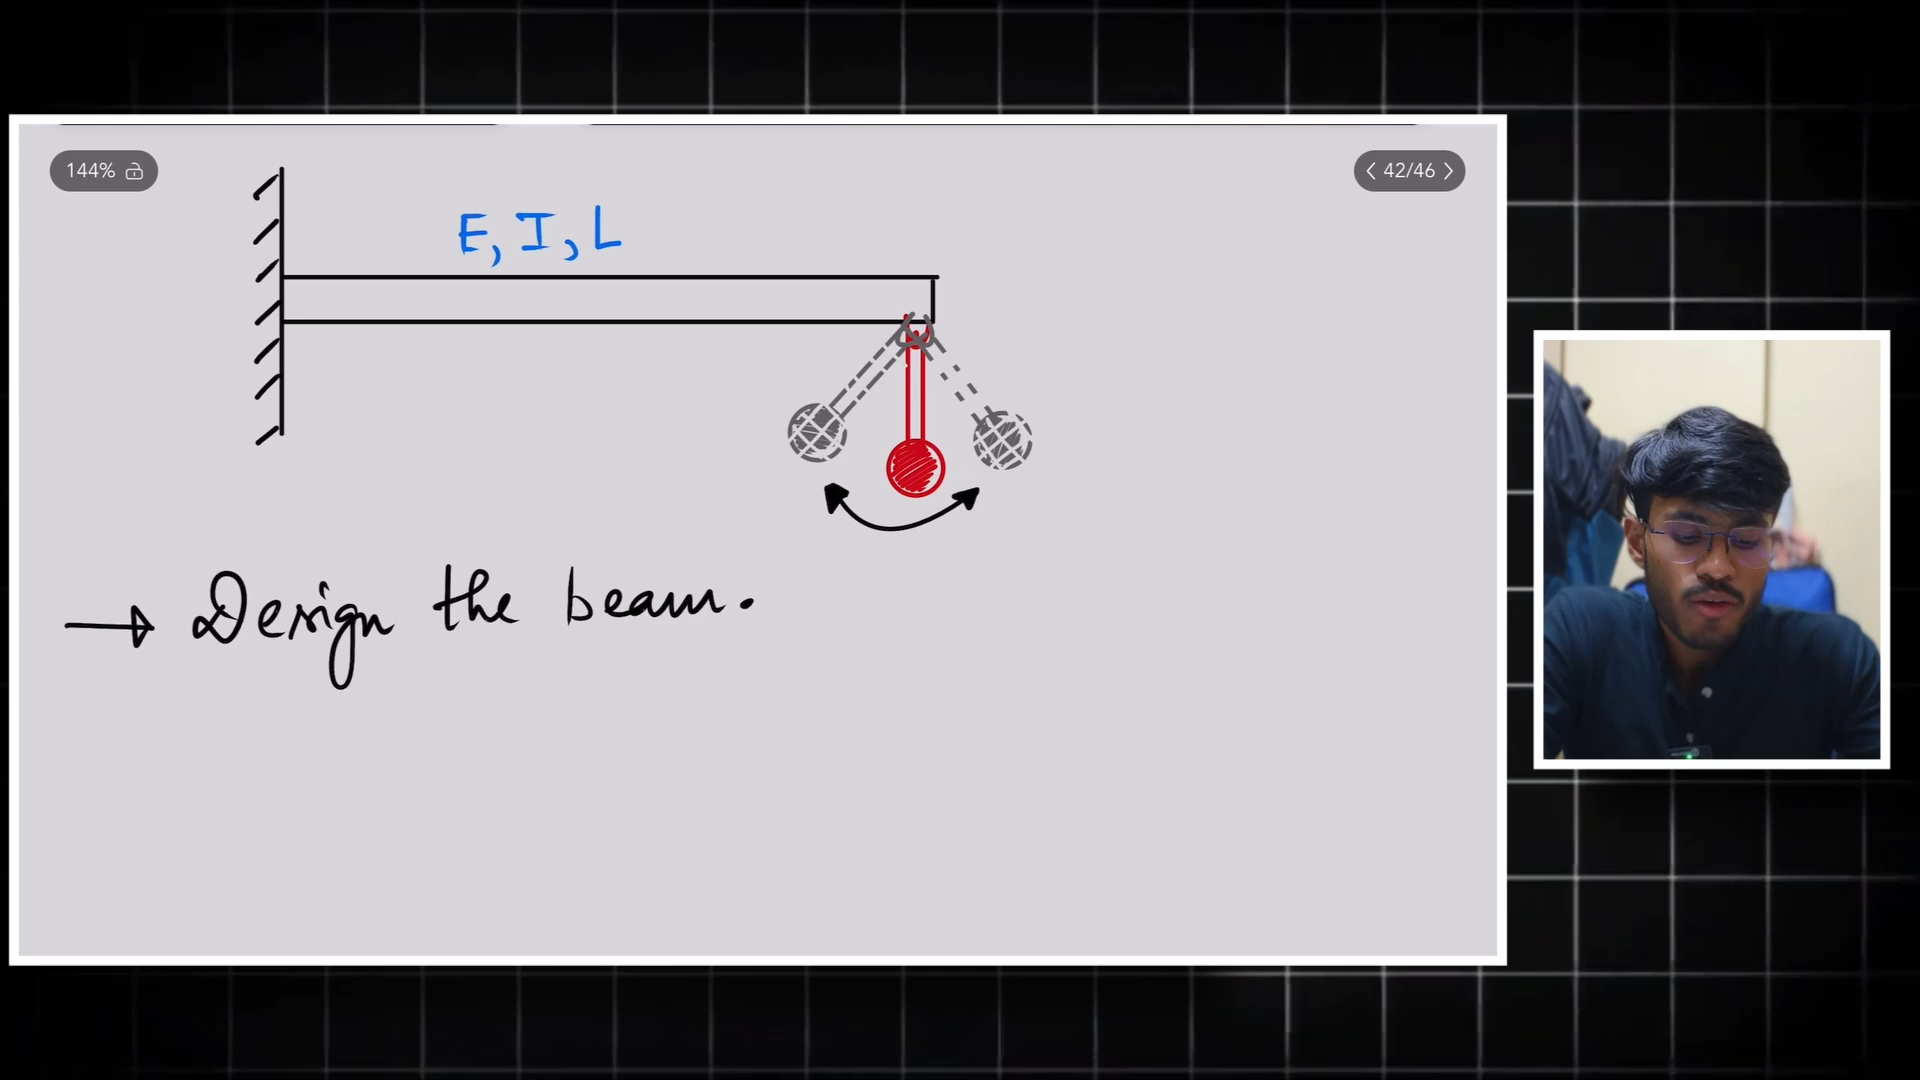 144%
< 42/46 >
E, I, L
→ Design the beam.